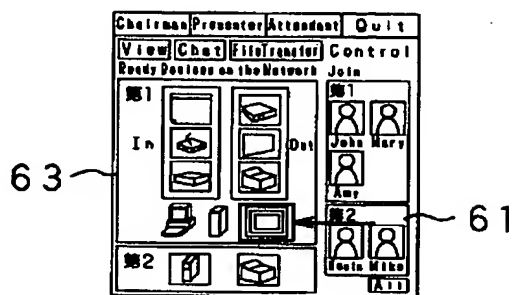 Chairman Presenter Attendant Quit
View Chat FileTransfer Control
Ready Devices on the Network Join
第1 第1
In Out
John Mary
63
Amy
第2 61
Kevin Mike
第2
All